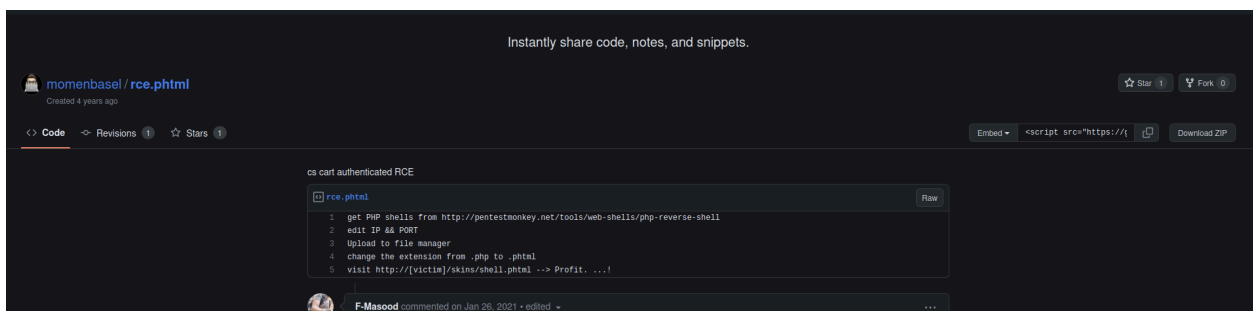 Instantly share code, notes, and snippets.
momenbasel / rce.phtml
Star 1 Fork 0
Created 4 years ago
<> Code Revisions 1 Stars 1
Embed <script src="https://g Download ZIP
cs cart authenticated RCE
rce.phtml Raw
1 get PHP shells from http://pentestmonkey.net/tools/web-shells/php-reverse-shell
2 edit IP && PORT
3 Upload to file manager
4 change the extension from .php to .phtml
5 visit http://[victim]/skins/shell.phtml --> Profit. ...!
F-Masood commented on Jan 26, 2021 • edited ...